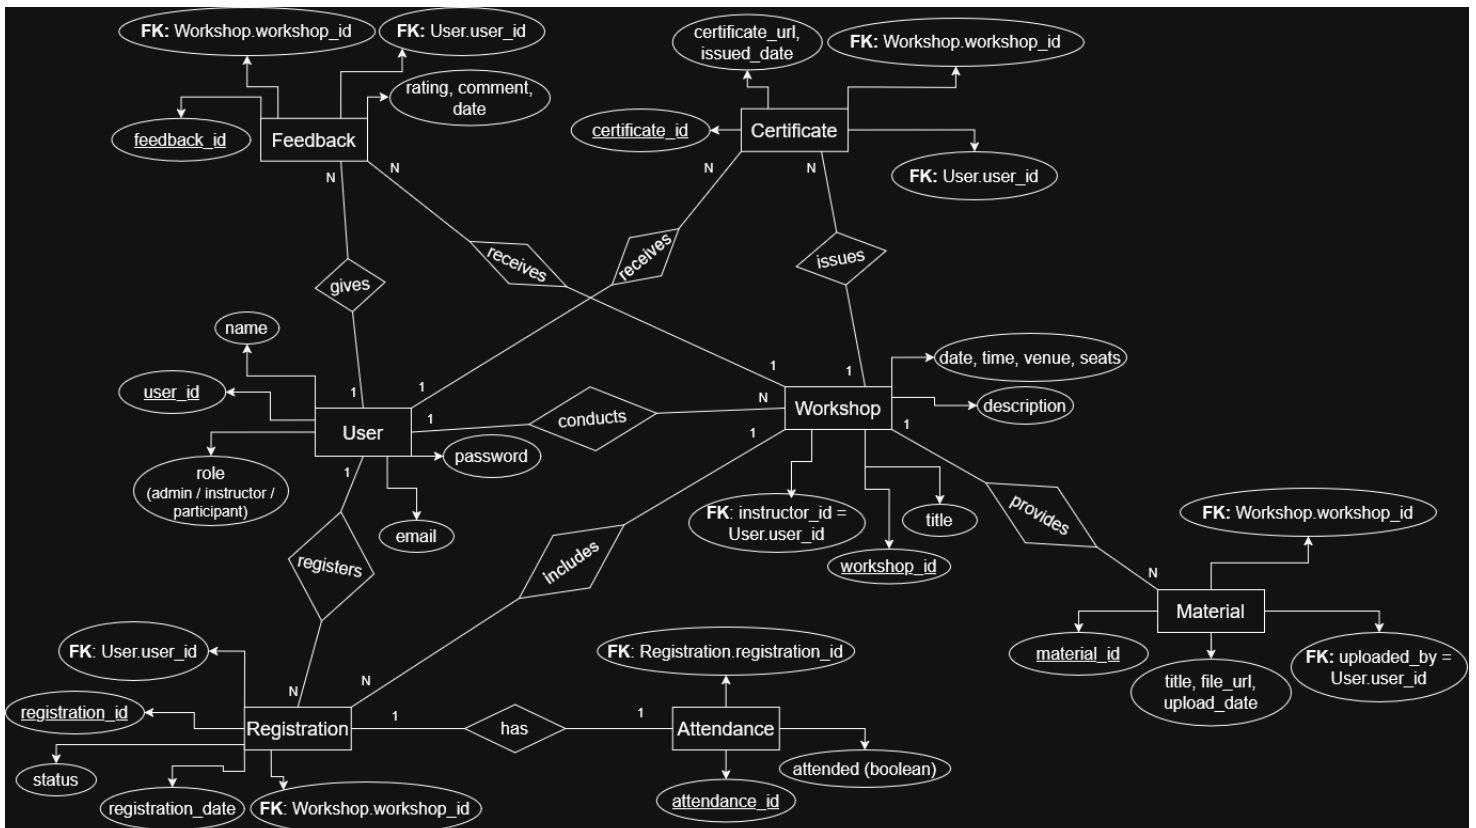 FK: Workshop.workshop_id
FK: User.user_id
certificate_url,
issued_date
FK: Workshop.workshop_id
rating, comment,
date
feedback_id
Feedback
certificate_id
Certificate
FK: User.user_id
N
N
N
N
receives
receives
issues
gives
name
user_id
1
1
1
1
date, time, venue, seats
description
User
1
conducts
N
Workshop
1
1
password
role
(admin / instructor /
participant)
1
email
FK: instructor_id =
User.user_id
title
workshop_id
provides
FK: Workshop.workshop_id
registers
includes
N
Material
material_id
title, file_url,
upload_date
FK: uploaded_by =
User.user_id
FK: User.user_id
FK: Registration.registration_id
N
N
registration_id
Registration
1
has
1
Attendance
status
attended (boolean)
registration_date
FK: Workshop.workshop_id
attendance_id